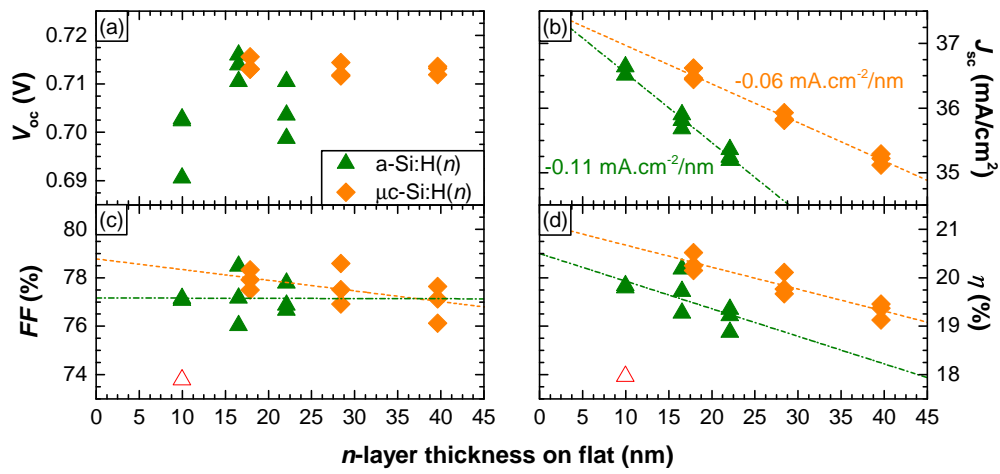 (a)
0.72
0.71
0.70
0.69
V_oc (V)
a-Si:H(n)
μc-Si:H(n)
(b)
-0.06 mA.cm⁻²/nm
-0.11 mA.cm⁻²/nm
37
36
35
J_sc (mA/cm²)
(c)
80
78
76
74
FF (%)
0 5 10 15 20 25 30 35 40 45
(d)
21
20
19
18
η (%)
0 5 10 15 20 25 30 35 40 45
n-layer thickness on flat (nm)